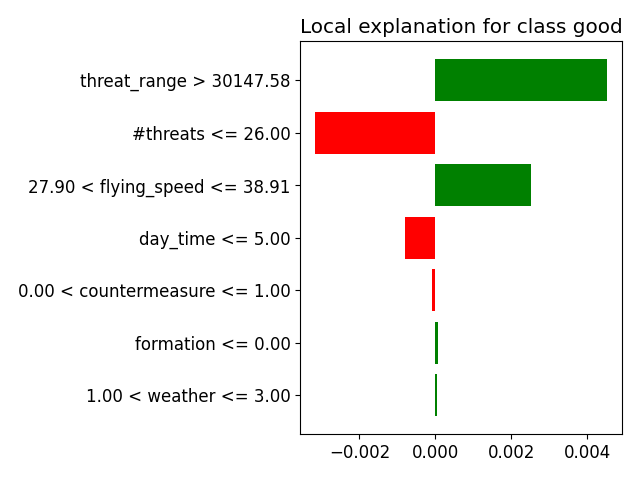 Local explanation for class good
threat_range > 30147.58
#threats <= 26.00
27.90 < flying_speed <= 38.91
day_time <= 5.00
0.00 < countermeasure <= 1.00
formation <= 0.00
1.00 < weather <= 3.00
−0.002 0.000 0.002 0.004